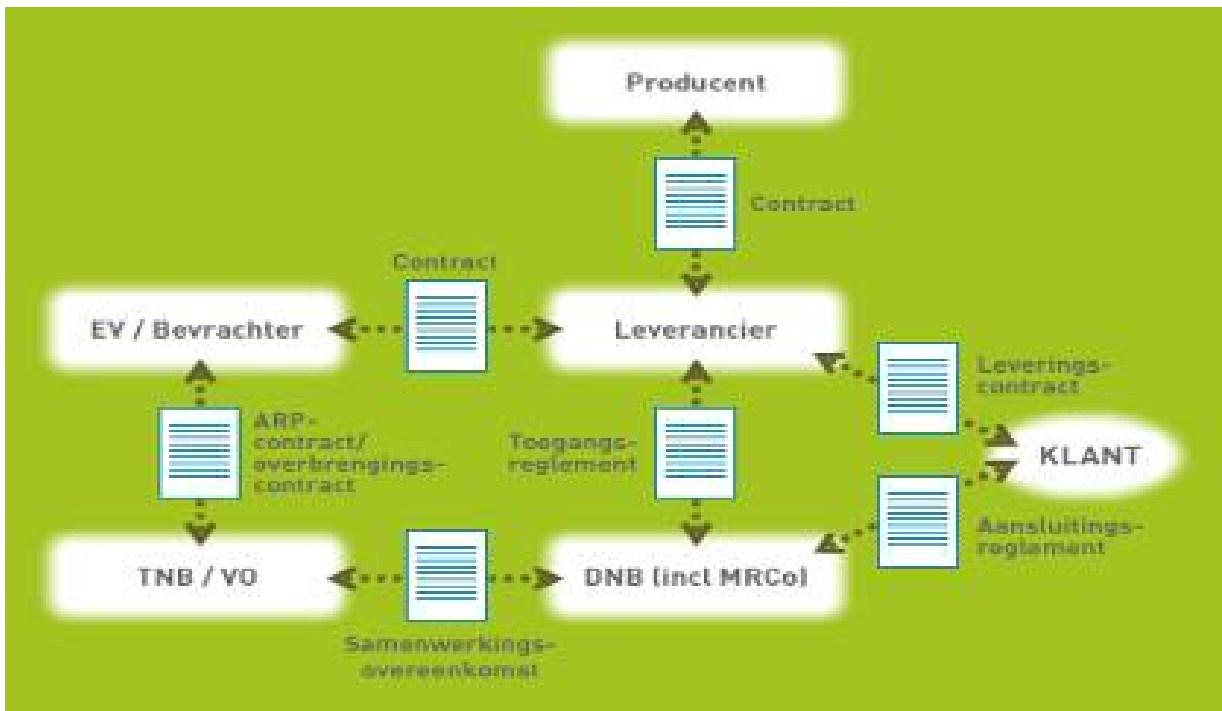 Producent
Contract
Contract
EV / Bevrachter
Leverancier
Leverings-
contract
ARP-
contract/
overbrengings-
contract
Toegangs-
reglement
KLANT
Aansluitings-
reglement
TNB / VO
DNB (incl MRCo)
Samenwerkings-
overeenkomst